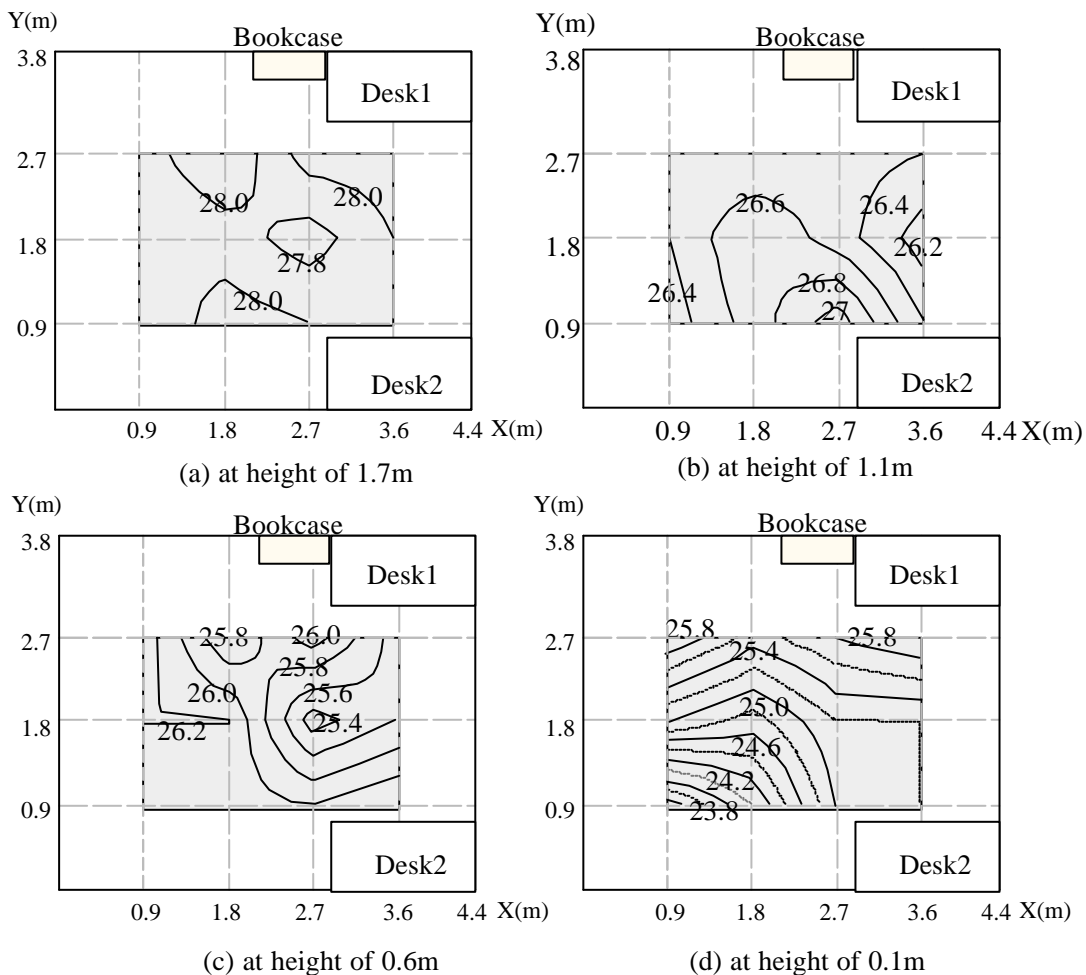 Y(m)
Bookcase
3.8
Desk1
2.7
28.0
28.0
1.8
27.8
28.0
0.9
Desk2
0.9 1.8 2.7 3.6 4.4 X(m)
(a) at height of 1.7m
Y(m)
Bookcase
3.8
Desk1
2.7
26.6
26.4
1.8
26.2
26.8
26.4
27
0.9
Desk2
0.9 1.8 2.7 3.6 4.4 X(m)
(b) at height of 1.1m
Y(m)
Bookcase
3.8
Desk1
2.7
25.8 26.0
25.8
26.0 25.6
1.8
26.2 25.4
0.9
Desk2
0.9 1.8 2.7 3.6 4.4 X(m)
(c) at height of 0.6m
Y(m)
Bookcase
3.8
Desk1
2.7
25.8 25.8
25.4
1.8
25.0
24.6
24.2
0.9
23.8
Desk2
0.9 1.8 2.7 3.6 4.4 X(m)
(d) at height of 0.1m